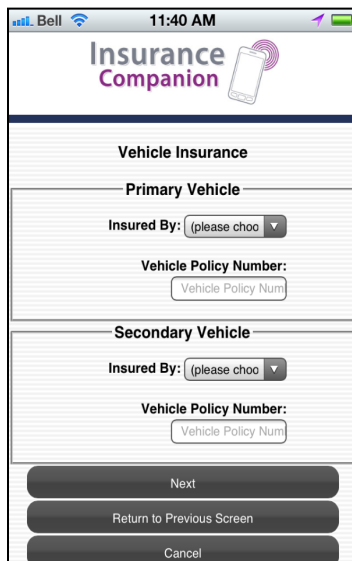 Bell 11:40 AM
Insurance
Companion
Vehicle Insurance
Primary Vehicle
Insured By: (please choo
Vehicle Policy Number:
Vehicle Policy Num
Secondary Vehicle
Insured By: (please choo
Vehicle Policy Number:
Vehicle Policy Num
Next
Return to Previous Screen
Cancel